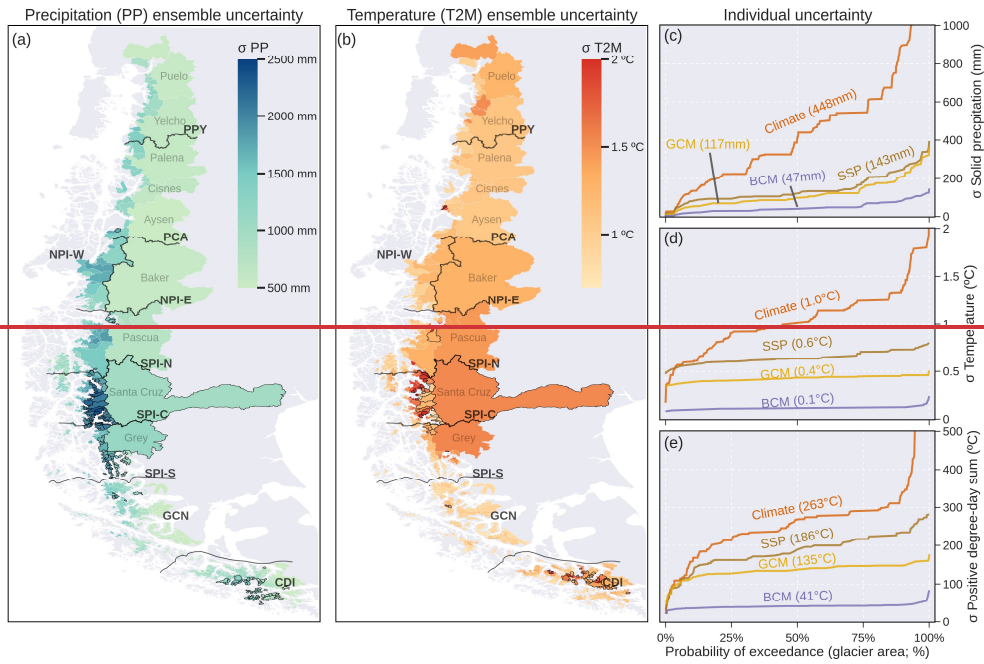 Precipitation (PP) ensemble uncertainty
Temperature (T2M) ensemble uncertainty
Individual uncertainty
(a)
σ PP
2500 mm
2000 mm
1500 mm
1000 mm
500 mm
Puelo
Yelcho
PPY
Palena
Cisnes
Aysen
PCA
NPI-W
Baker
NPI-E
Pascua
SPI-N
Santa Cruz
SPI-C
Grey
SPI-S
GCN
CDI
(b)
σ T2M
2 ºC
1.5 ºC
1 ºC
Puelo
Yelcho
PPY
Palena
Cisnes
Aysen
PCA
NPI-W
Baker
NPI-E
Pascua
SPI-N
Santa Cruz
SPI-C
Grey
SPI-S
GCN
CDI
(c)
Climate (448mm)
GCM (117mm)
BCM (47mm)
SSP (143mm)
1000
800
600
400
200
0
σ Solid precipitation (mm)
(d)
Climate (1.0°C)
SSP (0.6°C)
GCM (0.4°C)
BCM (0.1°C)
2
1.5
1
0.5
0
σ Temperature (ºC)
(e)
Climate (263°C)
SSP (186°C)
GCM (135°C)
BCM (41°C)
500
400
300
200
100
0
σ Positive degree-day sum (ºC)
0%
25%
50%
75%
100%
Probability of exceedance (glacier area; %)